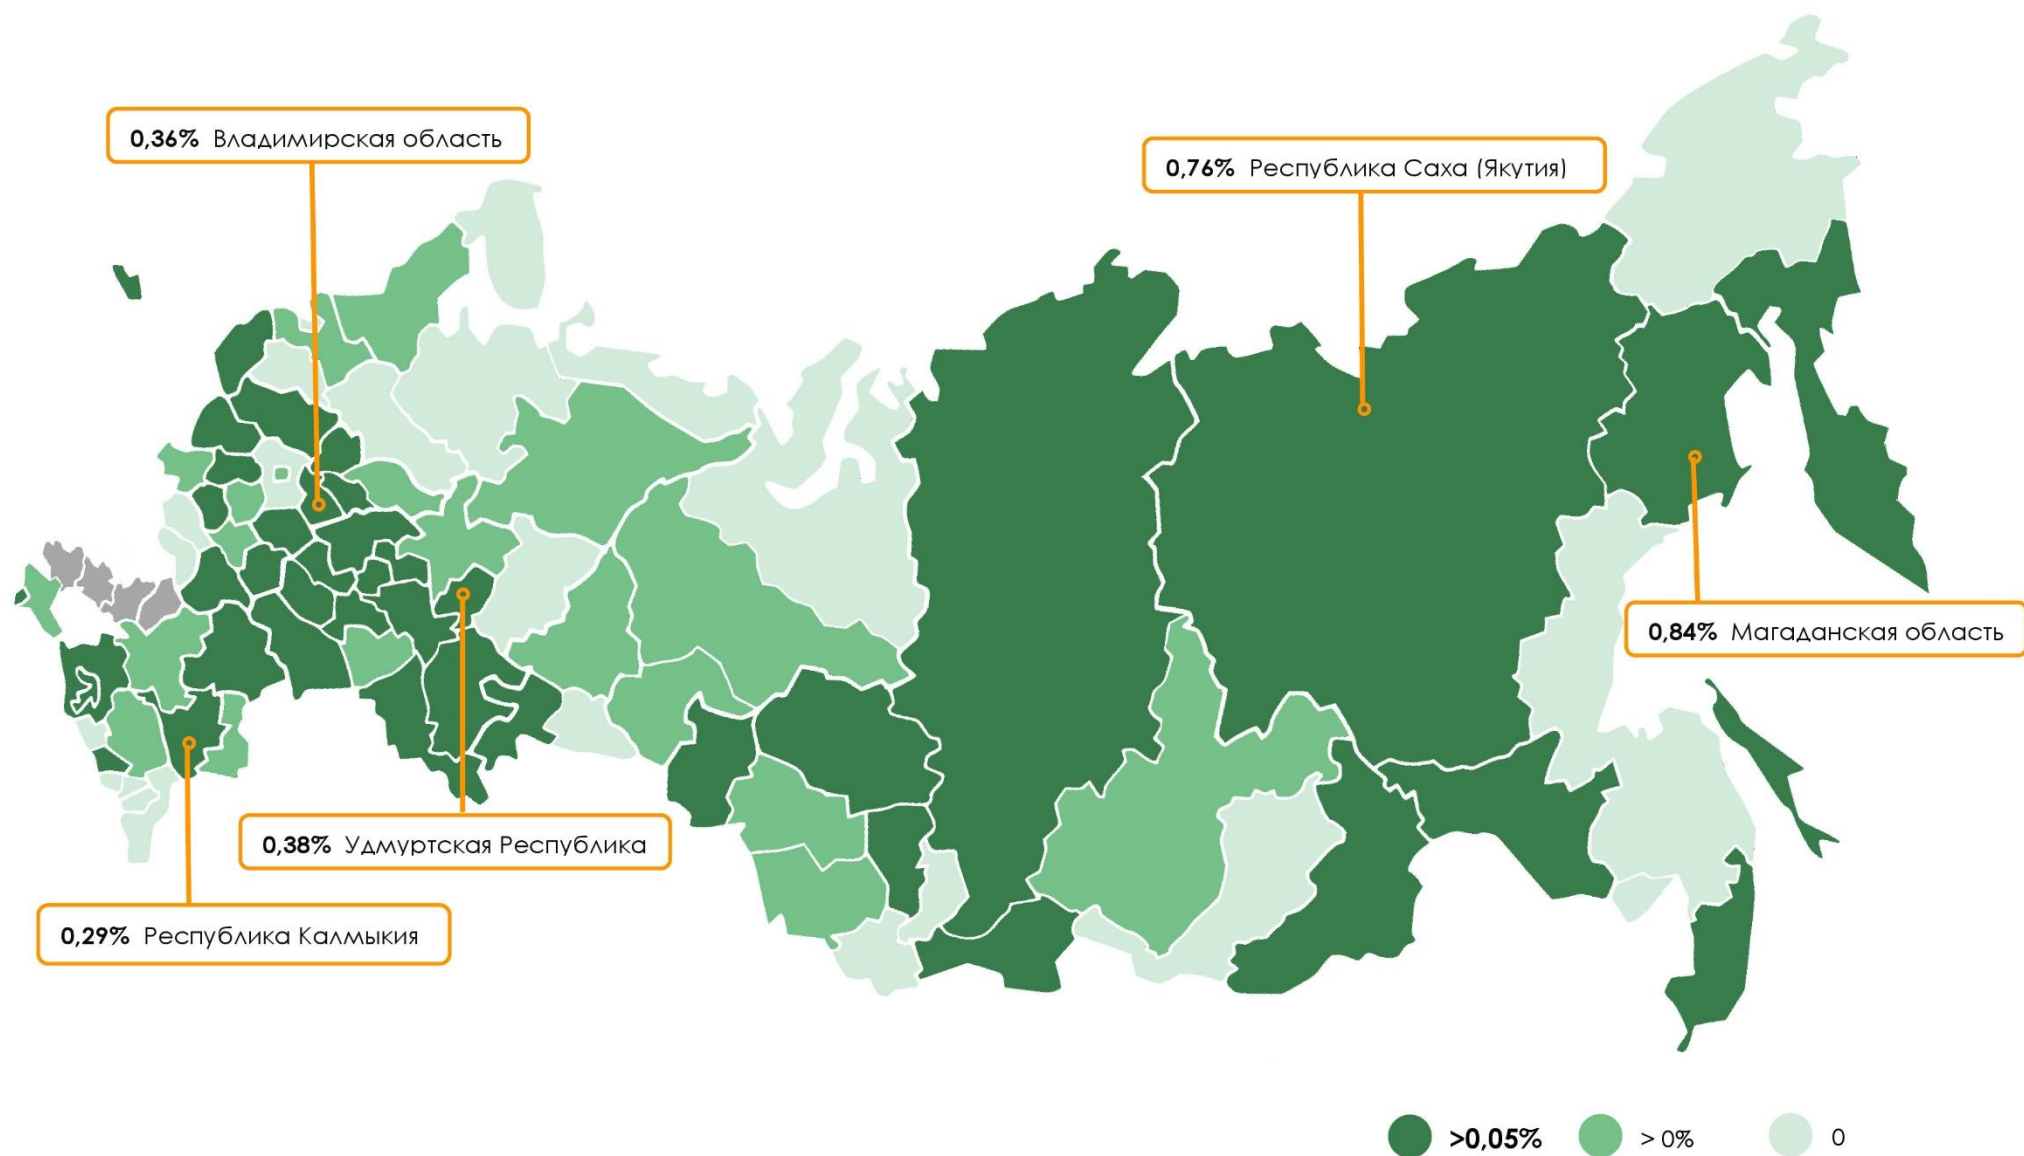 0,36% Владимирская область
0,76% Республика Саха (Якутия)
0,84% Магаданская область
0,38% Удмуртская Республика
0,29% Республика Калмыкия
>0,05% > 0% 0